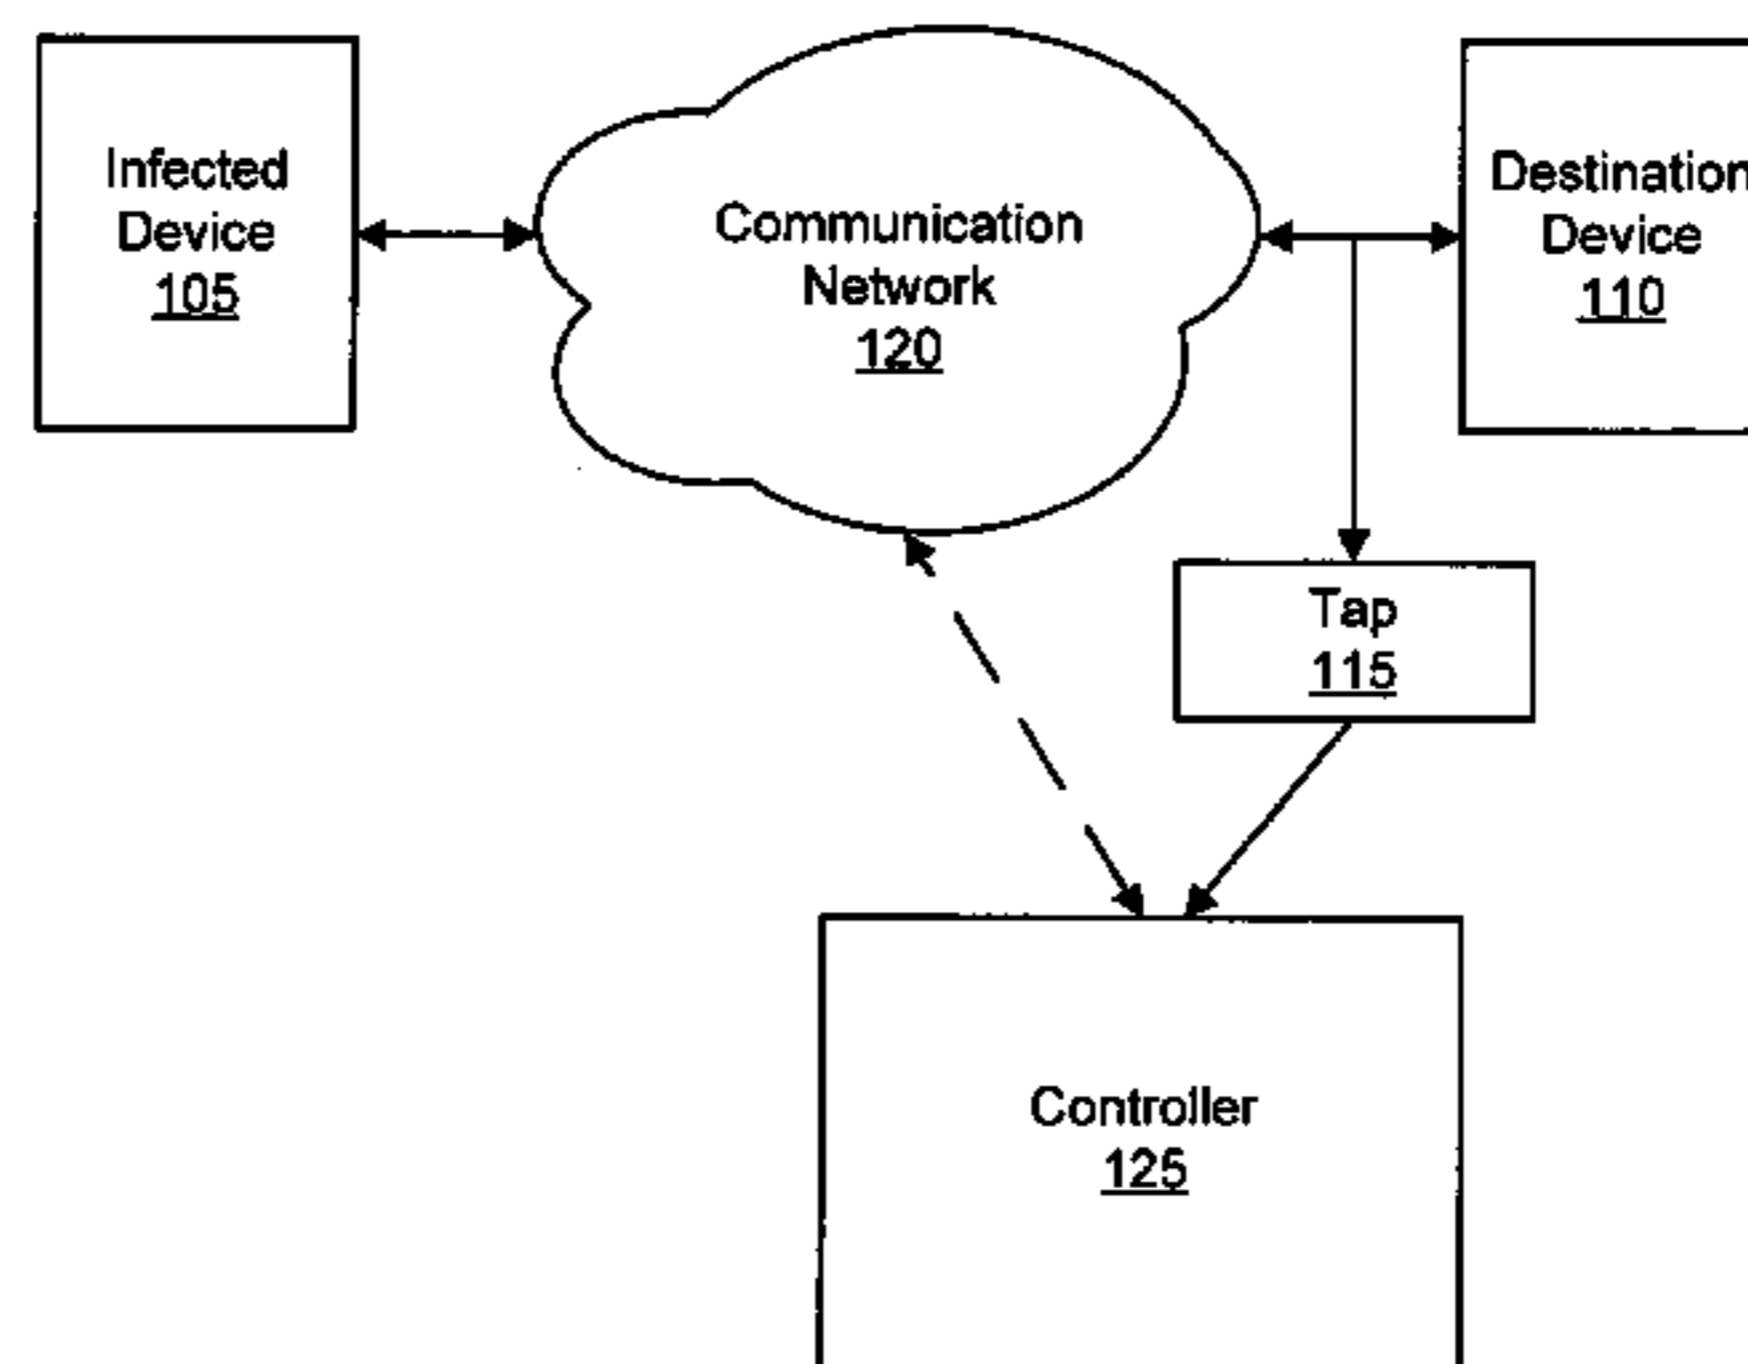 Infected
Device
105
Communication
Network
120
Destination
Device
110
Tap
115
Controller
125